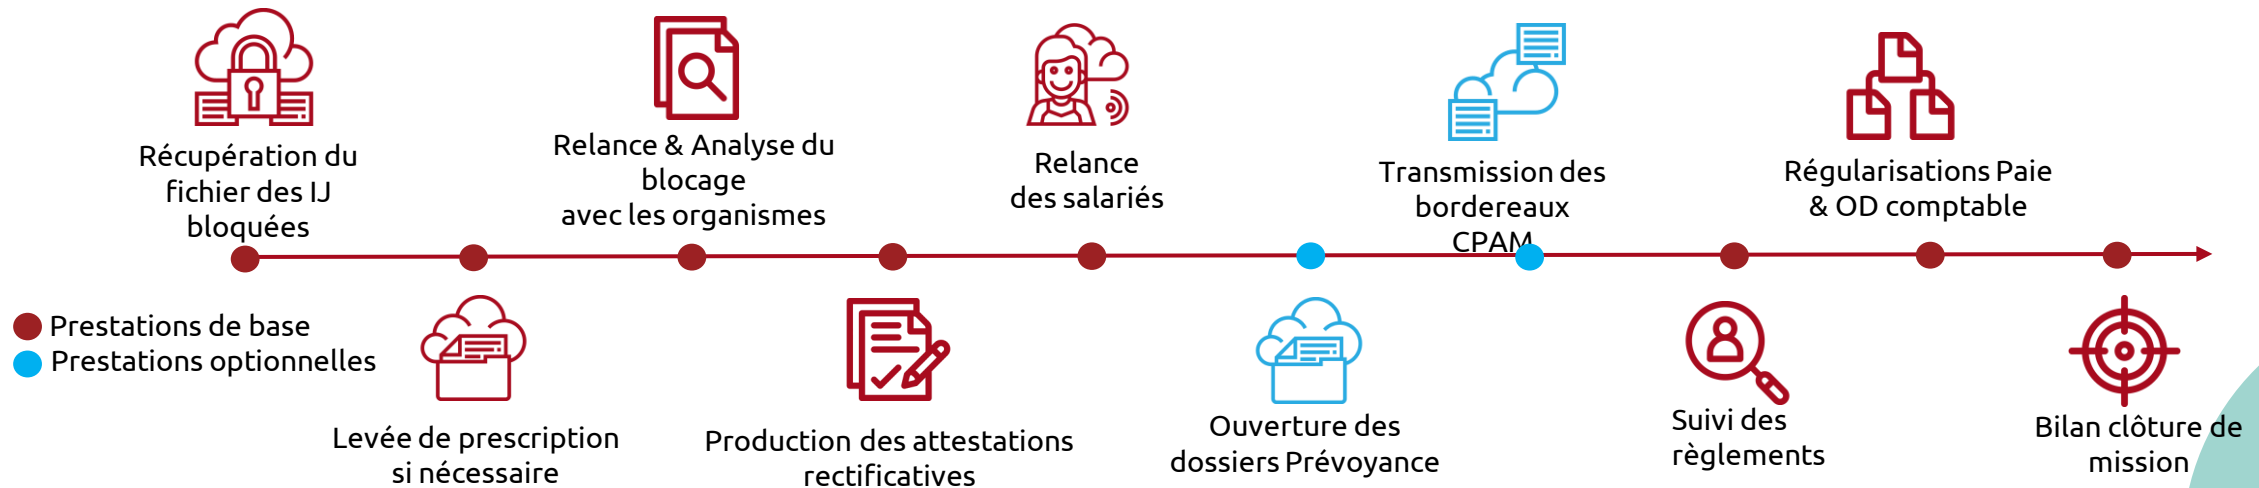 Récupération du
fichier des IJ
bloquées
Relance & Analyse du
blocage
avec les organismes
Relance
des salariés
Transmission des
bordereaux
CPAM
Régularisations Paie
& OD comptable
Prestations de base
Prestations optionnelles
Levée de prescription
si nécessaire
Production des attestations
rectificatives
Ouverture des
dossiers Prévoyance
Suivi des
règlements
Bilan clôture de
mission